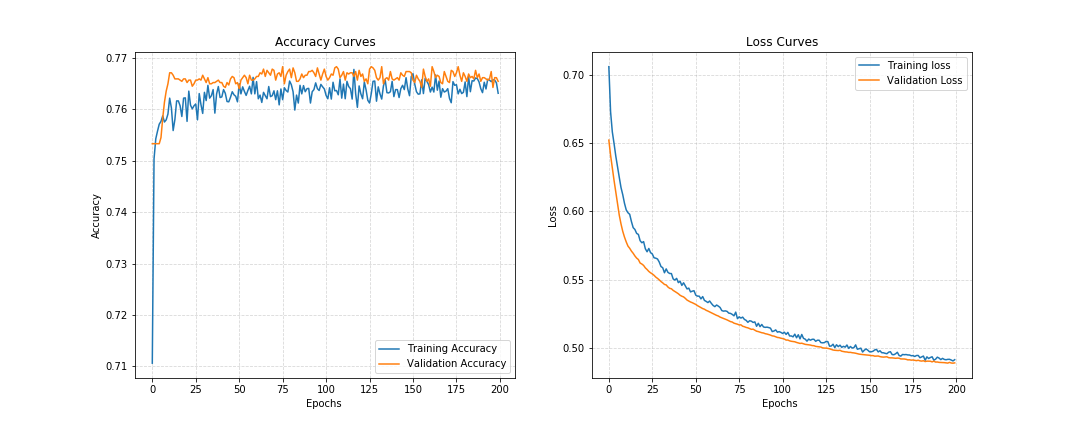 Accuracy Curves
0.77
0.76
0.75
0.74
0.73
0.72
0.71
Accuracy
0 25 50 75 100 125 150 175 200
Epochs
Training Accuracy
Validation Accuracy
Loss Curves
0.70
0.65
0.60
0.55
0.50
Loss
0 25 50 75 100 125 150 175 200
Epochs
Training loss
Validation Loss